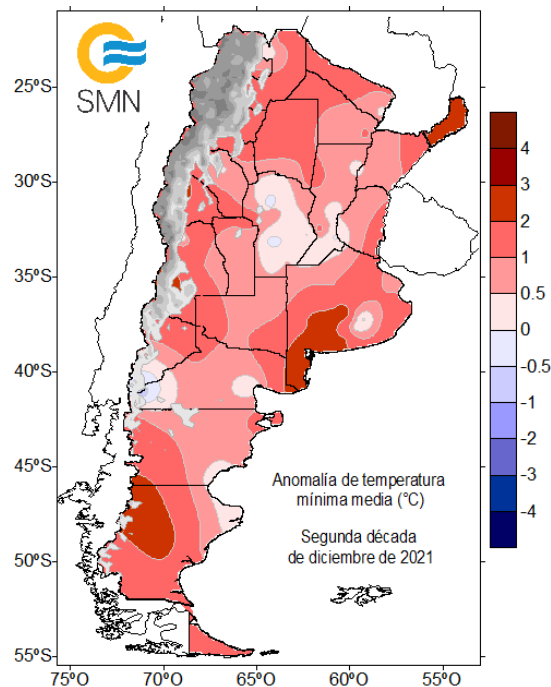 SMN
25ºS
30ºS
35ºS
40ºS
45ºS
50ºS
55ºS
75ºO
70ºO
65ºO
60ºO
55ºO
4
3
2
1
0.5
0
-0.5
-1
-2
-3
-4
Anomalía de temperatura
mínima media (°C)
Segunda década
de diciembre de 2021